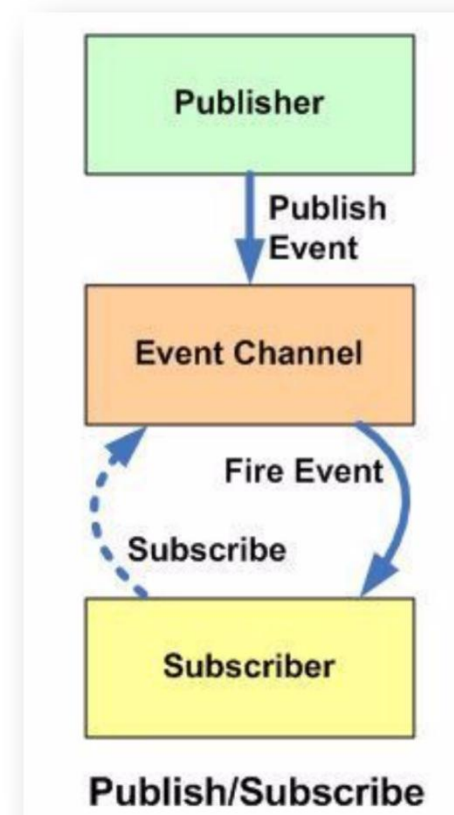 Publisher
Publish
Event
Event Channel
Fire Event
Subscribe
Subscriber
Publish/Subscribe